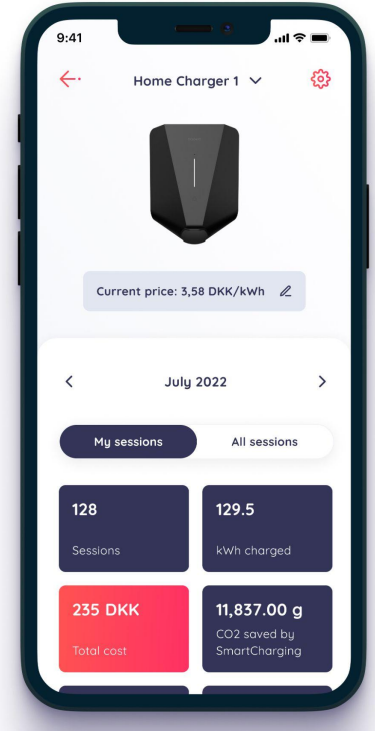 9:41
Home Charger 1
Current price: 3,58 DKK/kWh
July 2022
My sessions
All sessions
128
Sessions
129.5
kWh charged
235 DKK
Total cost
11,837.00 g
CO2 saved by
SmartCharging